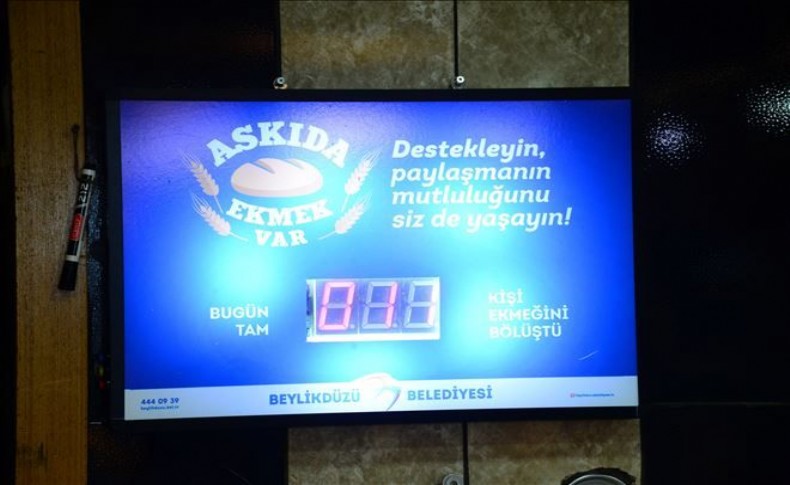 ASKIDA
EKMEK
VAR
Destekleyin,
paylaşmanın
mutluluğunu
siz de yaşayın!
BUGÜN
TAM
011
KİŞİ
EKMEĞİNİ
BÖLÜŞTÜ
444 09 39
BEYLİKDÜZÜ BELEDİYESİ